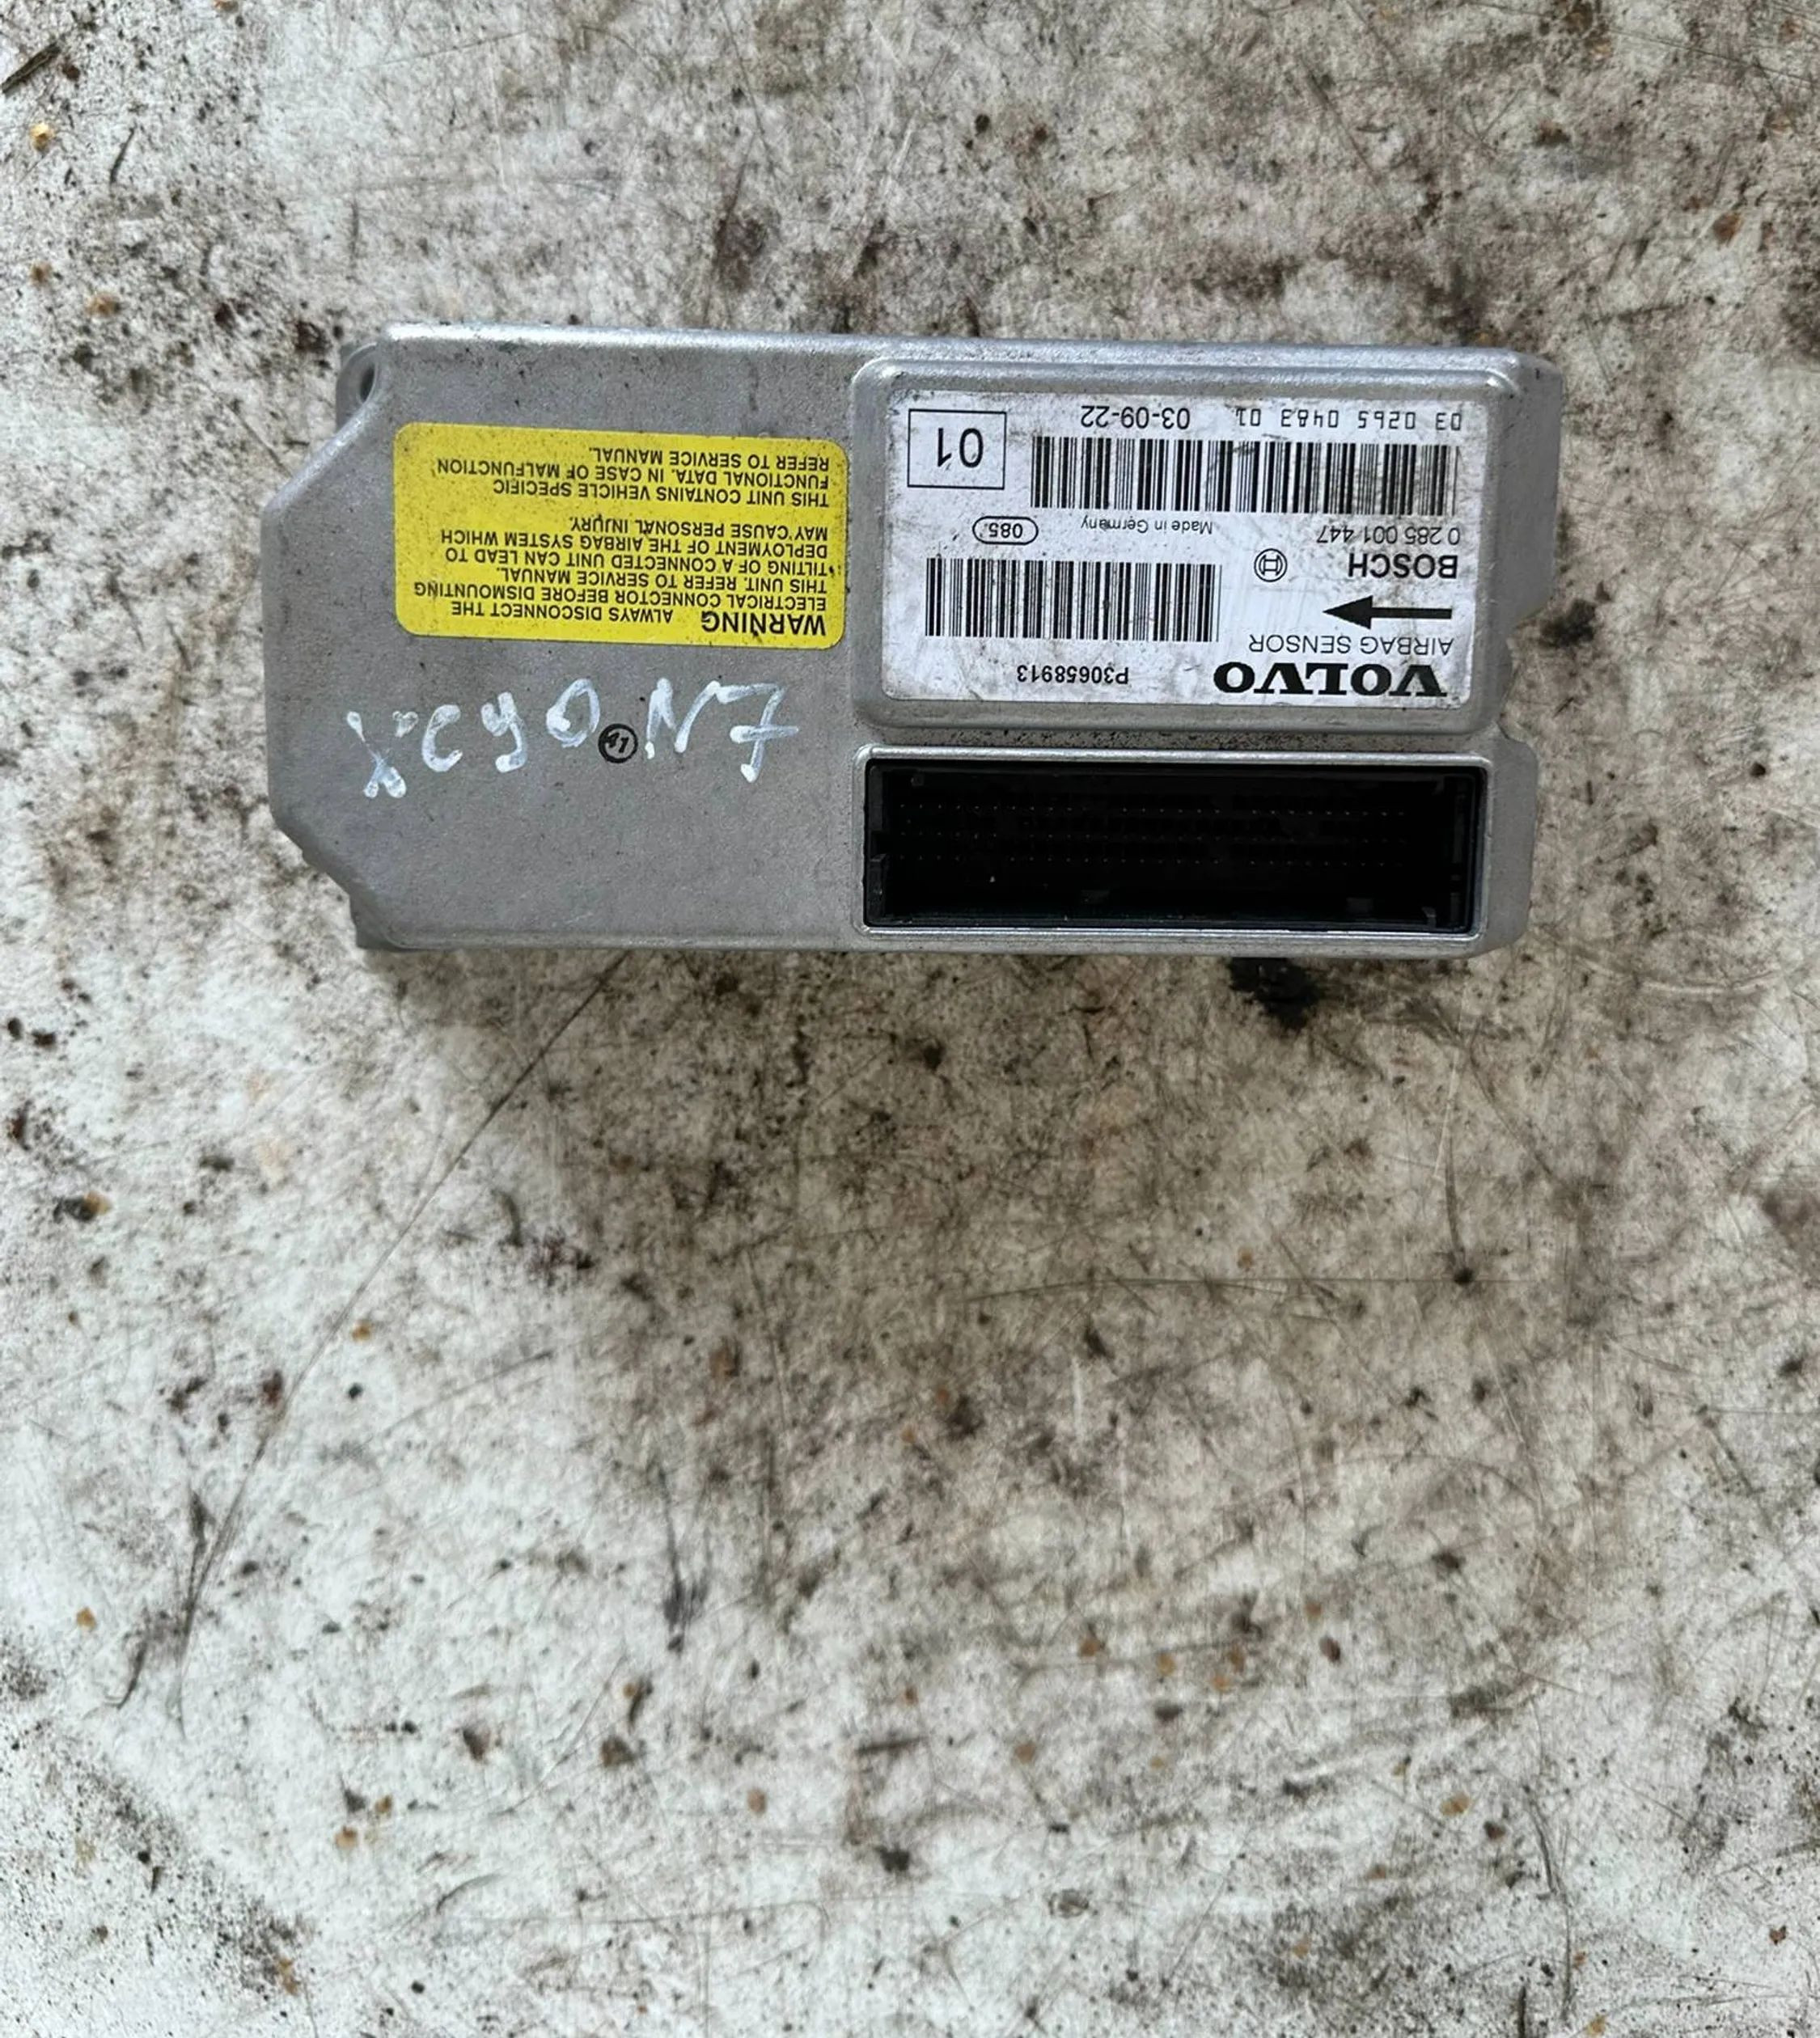 VOLVO P30658913
AIRBAG SENSOR
BOSCH
0 285 001 447 Made in Germany 085
03 0265 0483 01 03-09-22
01
WARNING ALWAYS DISCONNECT THE
ELECTRICAL CONNECTOR BEFORE DISMOUNTING
THIS UNIT. REFER TO SERVICE MANUAL.
TILTING OF A CONNECTED UNIT CAN LEAD TO
DEPLOYMENT OF THE AIRBAG SYSTEM WHICH
MAY CAUSE PERSONAL INJURY.
THIS UNIT CONTAINS VEHICLE SPECIFIC
FUNCTIONAL DATA. IN CASE OF MALFUNCTION
REFER TO SERVICE MANUAL.
41